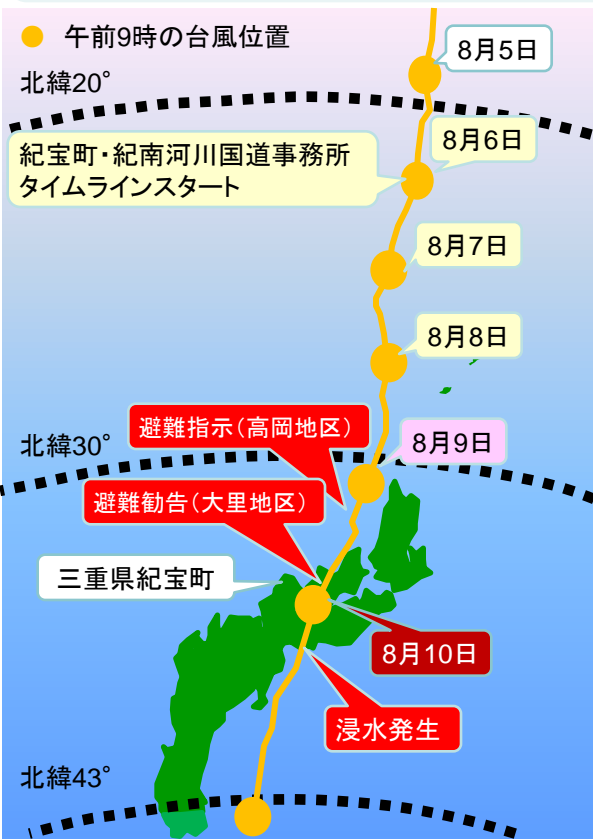 午前9時の台風位置
8月5日
北緯20°
8月6日
紀宝町・紀南河川国道事務所
タイムラインスタート
8月7日
8月8日
避難指示(高岡地区)
北緯30°
8月9日
避難勧告(大里地区)
三重県紀宝町
8月10日
浸水発生
北緯43°